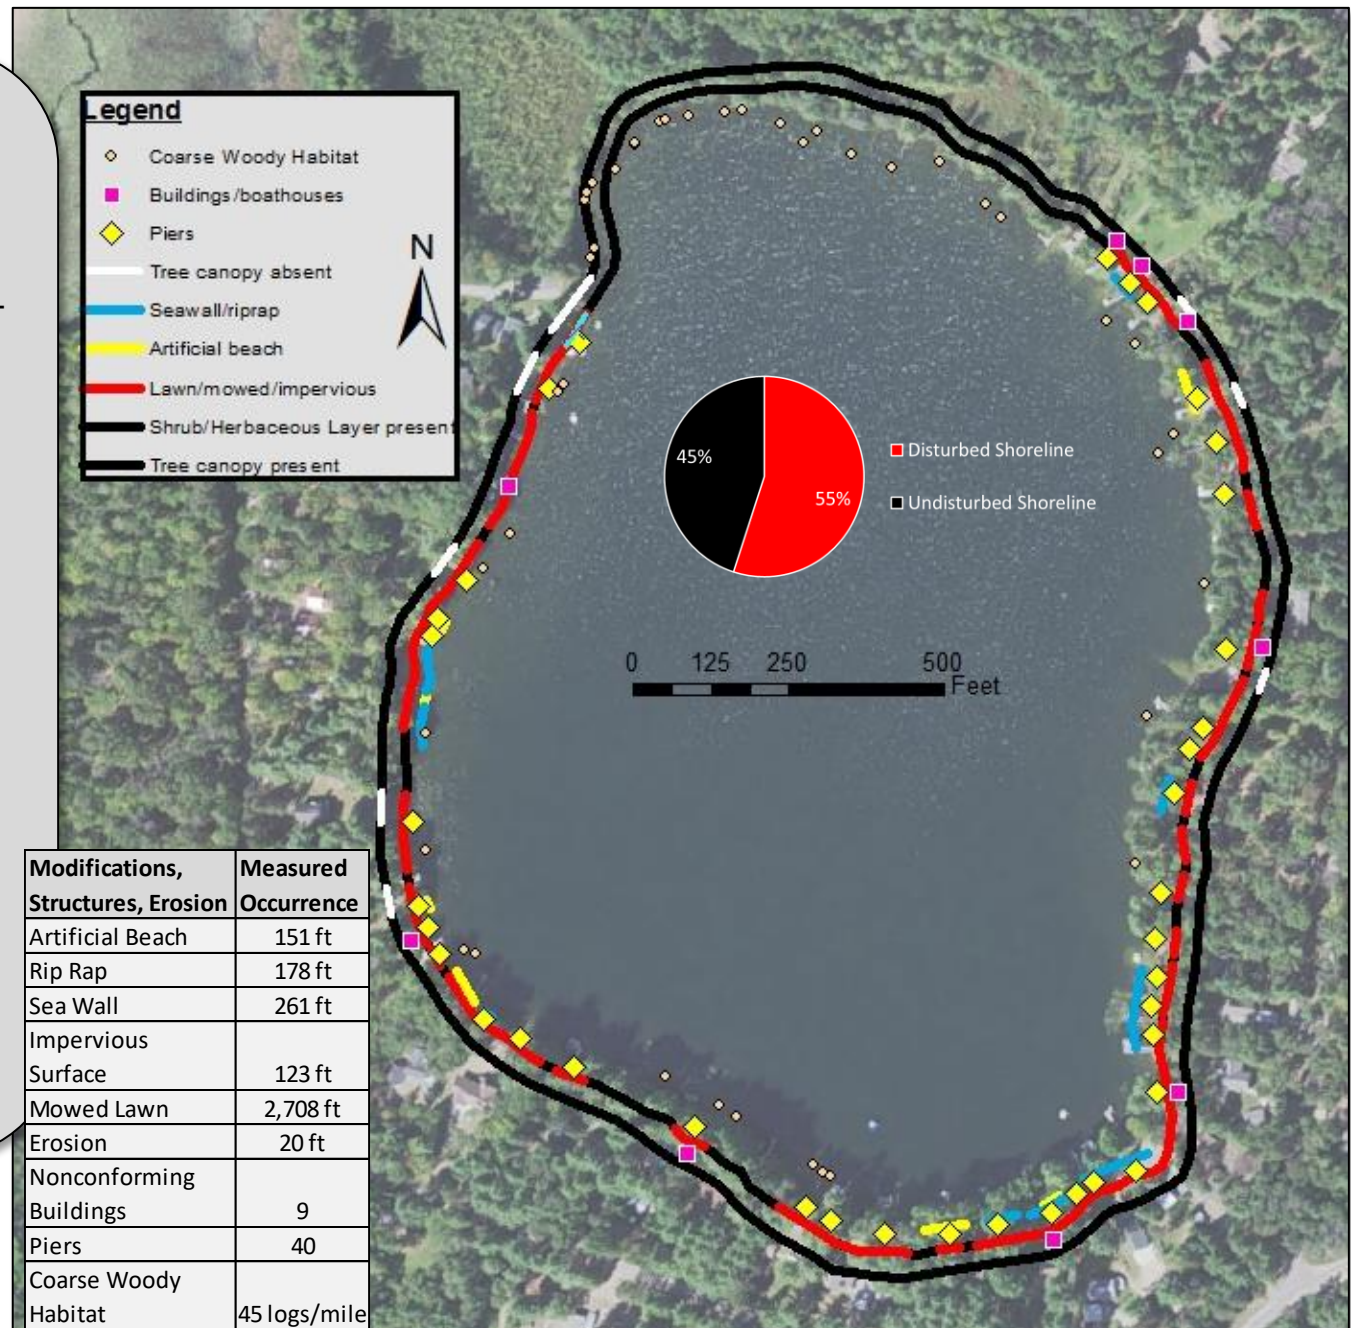 Legend
Coarse Woody Habitat
Buildings/boathouses
Piers
Tree canopy absent
Seawall/riprap
Artificial beach
Lawn/mowed/impervious
Shrub/Herbaceous Layer present
Tree canopy present
N
45%
55%
Disturbed Shoreline
Undisturbed Shoreline
0 125 250 500
Feet
Modifications, Measured
Structures, Erosion Occurrence
Artificial Beach 151 ft
Rip Rap 178 ft
Sea Wall 261 ft
Impervious
Surface 123 ft
Mowed Lawn 2,708 ft
Erosion 20 ft
Nonconforming
Buildings 9
Piers 40
Coarse Woody
Habitat 45 logs/mile